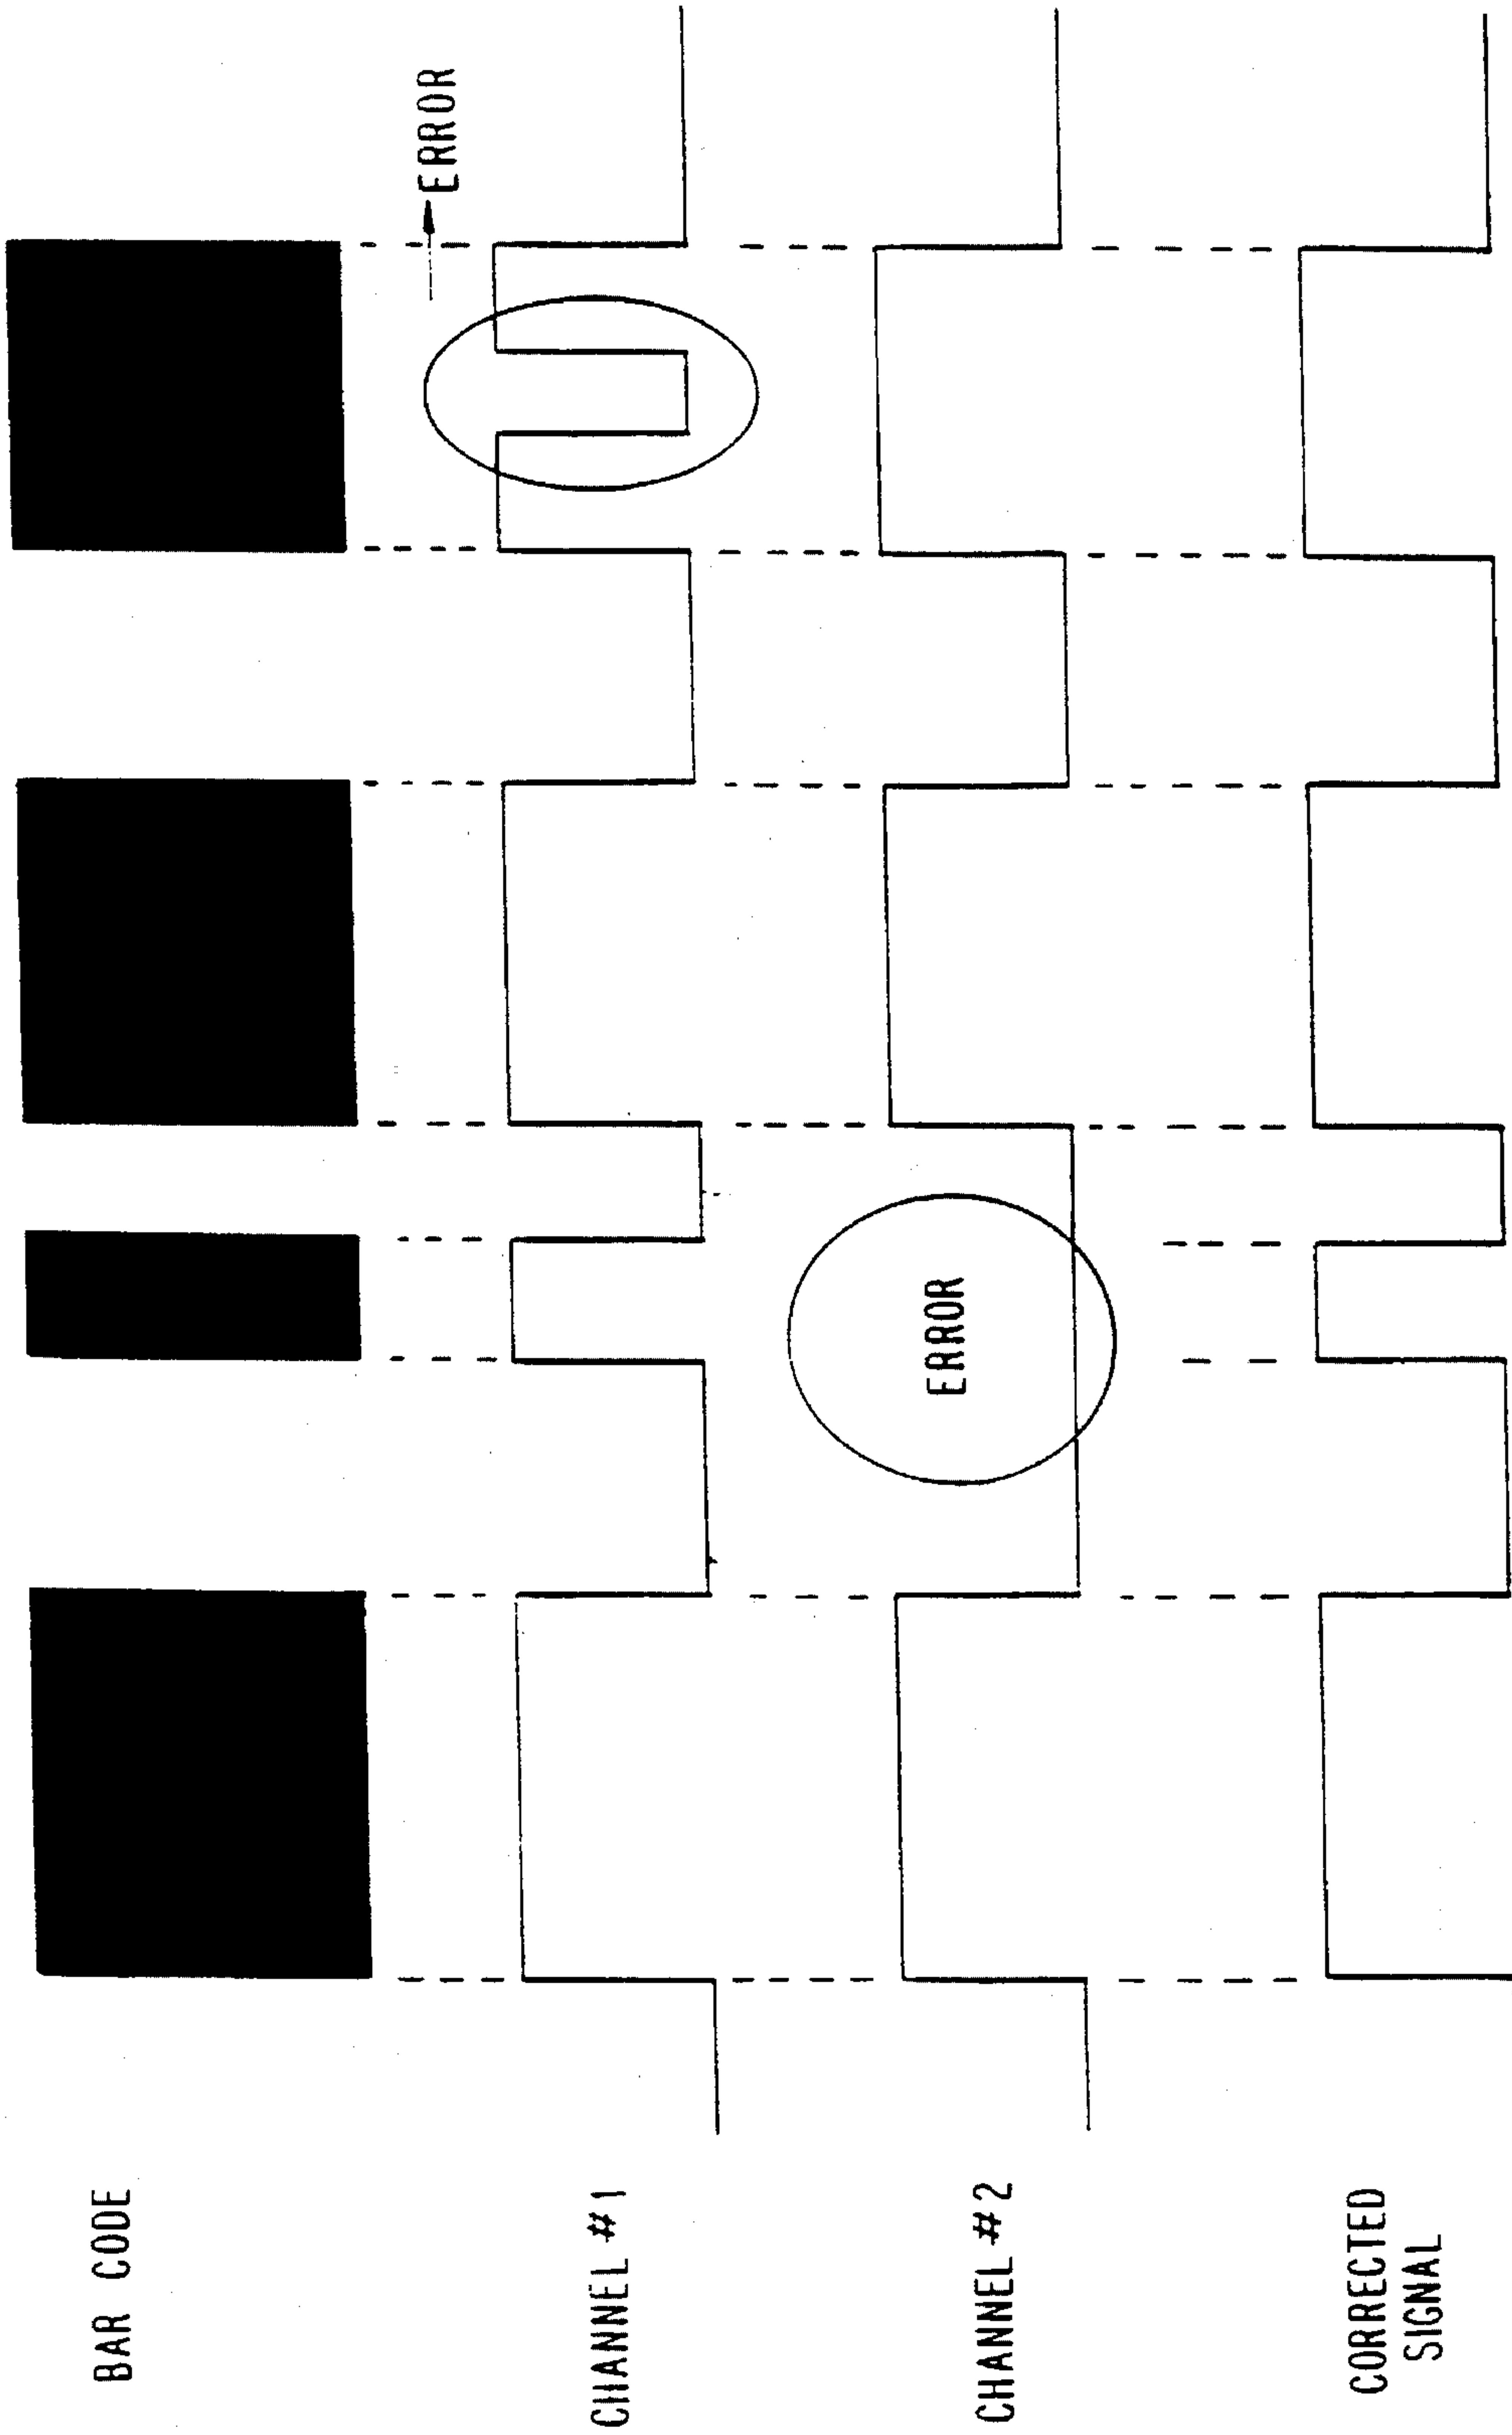 BAR CODE
ERROR
CHANNEL #1
ERROR
CHANNEL #2
CORRECTED
SIGNAL